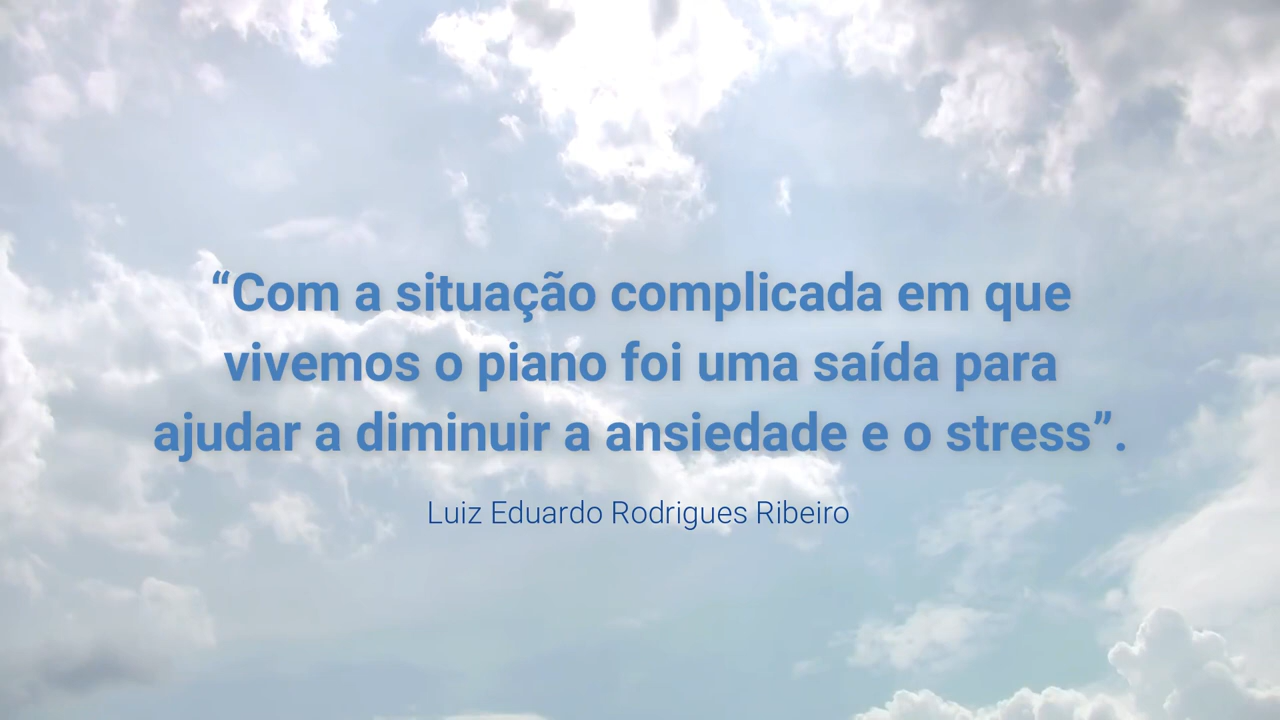 “Com a situação complicada em que
vivemos o piano foi uma saída para
ajudar a diminuir a ansiedade e o stress”.
Luiz Eduardo Rodrigues Ribeiro